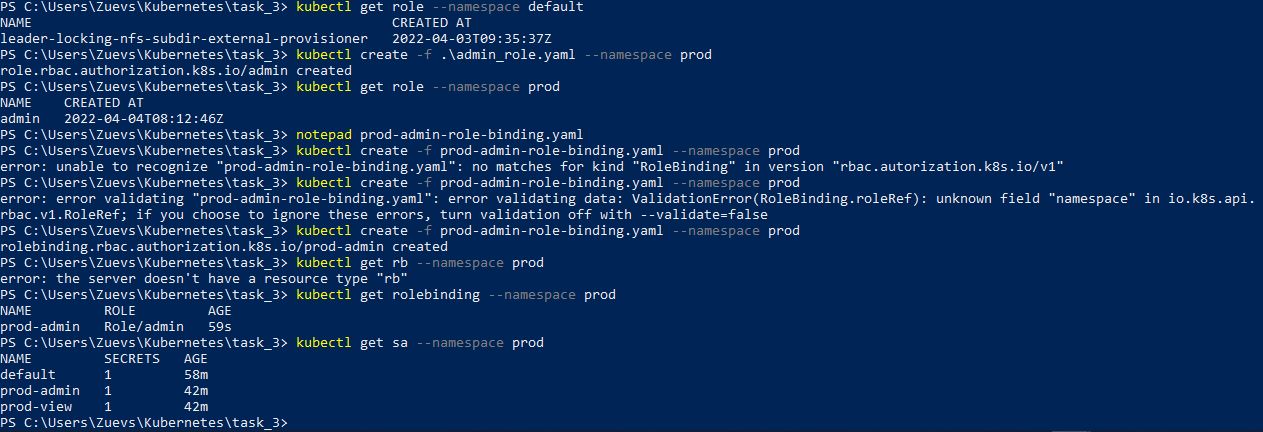 PS C:\Users\Zuevs\Kubernetes\task_3> kubectl get role --namespace default
NAME                                          CREATED AT
leader-locking-nfs-subdir-external-provisioner   2022-04-03T09:35:37Z
PS C:\Users\Zuevs\Kubernetes\task_3> kubectl create -f .\admin_role.yaml --namespace prod
role.rbac.authorization.k8s.io/admin created
PS C:\Users\Zuevs\Kubernetes\task_3> kubectl get role --namespace prod
NAME    CREATED AT
admin   2022-04-04T08:12:46Z
PS C:\Users\Zuevs\Kubernetes\task_3> notepad prod-admin-role-binding.yaml
PS C:\Users\Zuevs\Kubernetes\task_3> kubectl create -f prod-admin-role-binding.yaml --namespace prod
error: unable to recognize "prod-admin-role-binding.yaml": no matches for kind "RoleBinding" in version "rbac.autorization.k8s.io/v1"
PS C:\Users\Zuevs\Kubernetes\task_3> kubectl create -f prod-admin-role-binding.yaml --namespace prod
error: error validating "prod-admin-role-binding.yaml": error validating data: ValidationError(RoleBinding.roleRef): unknown field "namespace" in io.k8s.api.
rbac.v1.RoleRef; if you choose to ignore these errors, turn validation off with --validate=false
PS C:\Users\Zuevs\Kubernetes\task_3> kubectl create -f prod-admin-role-binding.yaml --namespace prod
rolebinding.rbac.authorization.k8s.io/prod-admin created
PS C:\Users\Zuevs\Kubernetes\task_3> kubectl get rb --namespace prod
error: the server doesn't have a resource type "rb"
PS C:\Users\Zuevs\Kubernetes\task_3> kubectl get rolebinding --namespace prod
NAME         ROLE         AGE
prod-admin   Role/admin   59s
PS C:\Users\Zuevs\Kubernetes\task_3> kubectl get sa --namespace prod
NAME         SECRETS   AGE
default      1         58m
prod-admin   1         42m
prod-view    1         42m
PS C:\Users\Zuevs\Kubernetes\task_3>